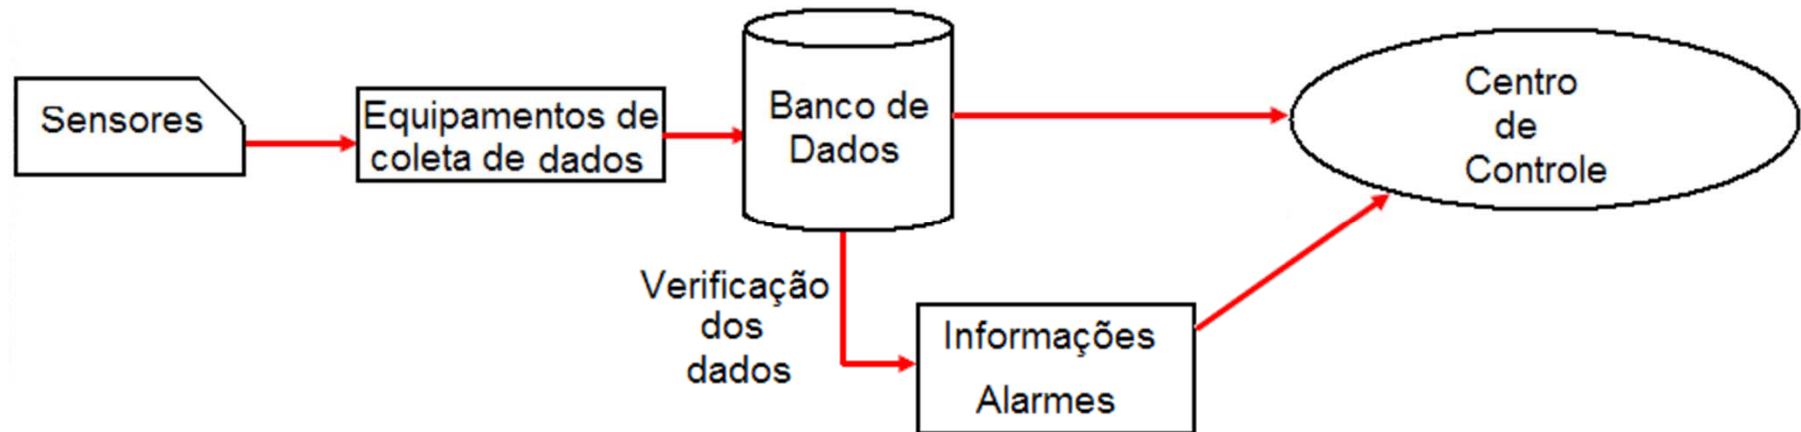 Sensores
Equipamentos de
coleta de dados
Banco de
Dados
Centro
de
Controle
Verificação
dos
dados
Informações
Alarmes